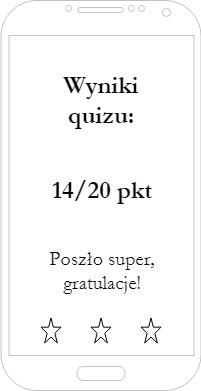 Wyniki
quizu:
14/20 pkt
Poszło super,
gratulacje!